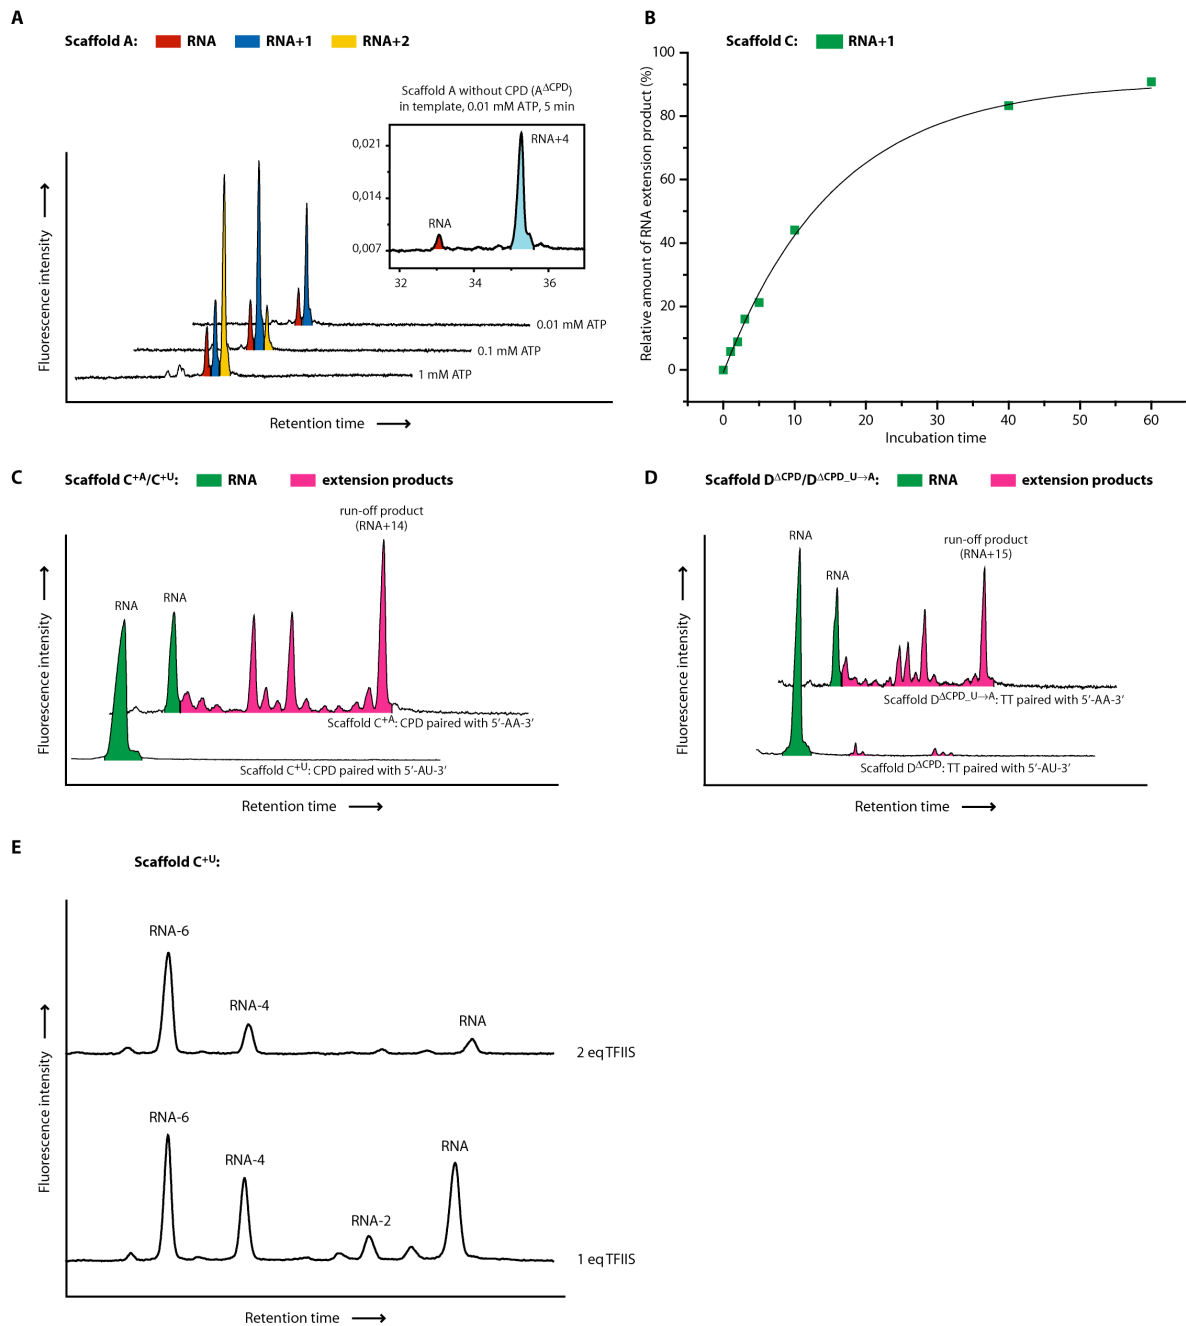 A
Scaffold A: RNA RNA+1 RNA+2
Scaffold A without CPD (A^ΔCPD)
in template, 0.01 mM ATP, 5 min
0,021
0,014
0,007
RNA+4
RNA
32 34 36
0.01 mM ATP
0.1 mM ATP
1 mM ATP
Fluorescence intensity
Retention time
B
Scaffold C: RNA+1
Relative amount of RNA extension product (%)
100
80
60
40
20
0
0 10 20 30 40 50 60
Incubation time
C
Scaffold C^+A/C^+U: RNA extension products
run-off product
(RNA+14)
RNA
RNA
Scaffold C^+A: CPD paired with 5′-AA-3′
Scaffold C^+U: CPD paired with 5′-AU-3′
Fluorescence intensity
Retention time
D
Scaffold D^ΔCPD/D^ΔCPD_U→A: RNA extension products
RNA
run-off product
(RNA+15)
RNA
Scaffold D^ΔCPD_U→A: TT paired with 5′-AA-3′
Scaffold D^ΔCPD: TT paired with 5′-AU-3′
Fluorescence intensity
Retention time
E
Scaffold C^+U:
RNA-6
RNA-4
RNA
2 eq TFIIS
RNA-6
RNA-4
RNA-2
RNA
1 eq TFIIS
Fluorescence intensity
Retention time